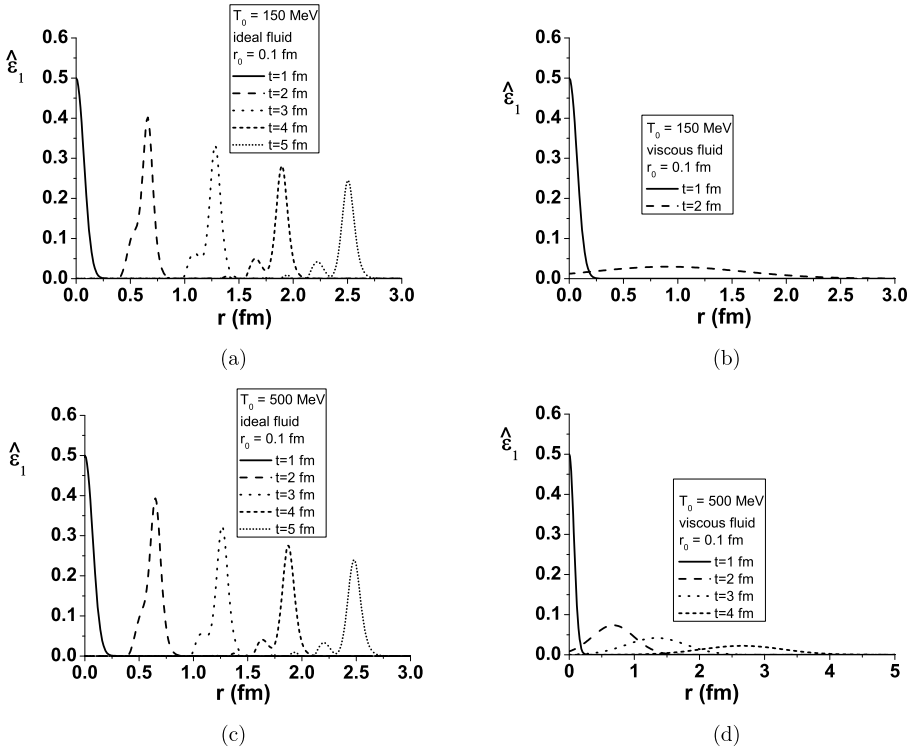 T0 = 150 MeV
ideal fluid
r0 = 0.1 fm
t=1 fm
t=2 fm
t=3 fm
t=4 fm
t=5 fm
ε̂1
0.6
0.5
0.4
0.3
0.2
0.1
0.0
0.0 0.5 1.0 1.5 2.0 2.5 3.0
r (fm)
(a)
T0 = 150 MeV
viscous fluid
r0 = 0.1 fm
t=1 fm
t=2 fm
ε̂1
0.6
0.5
0.4
0.3
0.2
0.1
0.0
0.0 0.5 1.0 1.5 2.0 2.5 3.0
r (fm)
(b)
T0 = 500 MeV
ideal fluid
r0 = 0.1 fm
t=1 fm
t=2 fm
t=3 fm
t=4 fm
t=5 fm
ε̂1
0.6
0.5
0.4
0.3
0.2
0.1
0.0
0.0 0.5 1.0 1.5 2.0 2.5 3.0
r (fm)
(c)
T0 = 500 MeV
viscous fluid
r0 = 0.1 fm
t=1 fm
t=2 fm
t=3 fm
t=4 fm
ε̂1
0.6
0.5
0.4
0.3
0.2
0.1
0.0
0 1 2 3 4 5
r (fm)
(d)